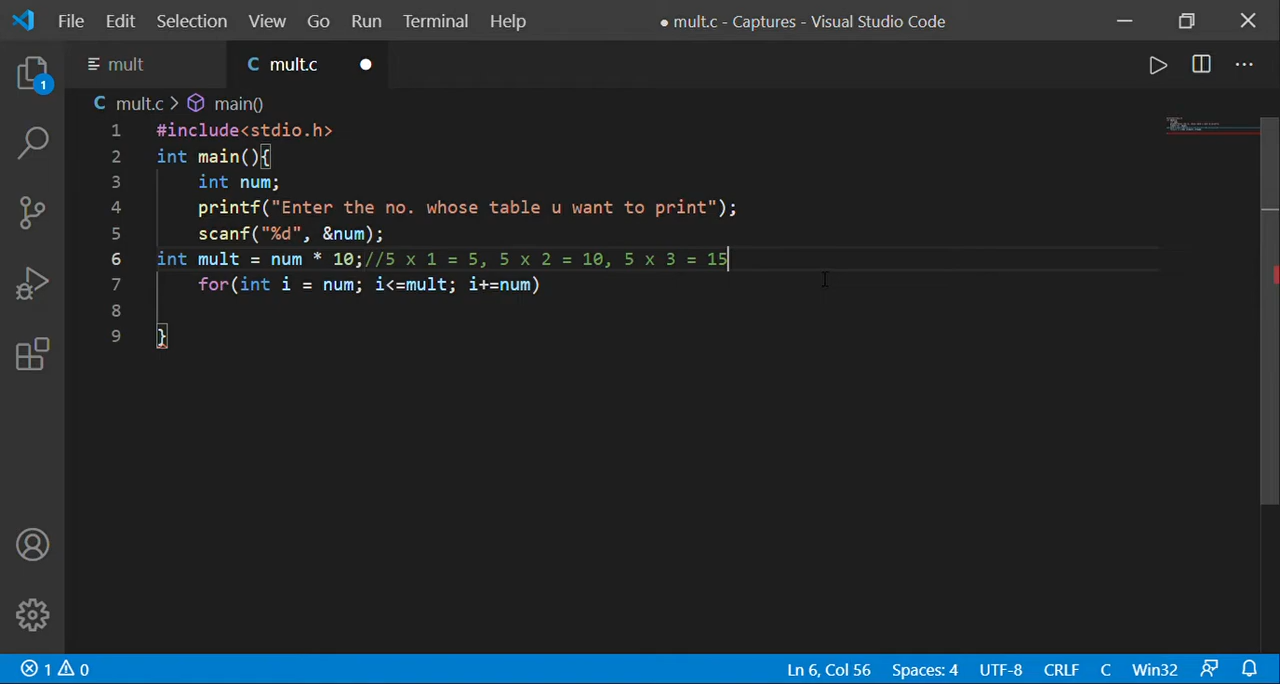 File Edit Selection View Go Run Terminal Help ● mult.c - Captures - Visual Studio Code
mult C mult.c
C mult.c > main()
1
1 #include<stdio.h>
2 int main(){
3 int num;
4 printf("Enter the no. whose table u want to print");
5 scanf("%d", &num);
6 int mult = num * 10;//5 x 1 = 5, 5 x 2 = 10, 5 x 3 = 15
7 for(int i = num; i<=mult; i+=num)
8
9 }
1 0 Ln 6, Col 56 Spaces: 4 UTF-8 CRLF C Win32